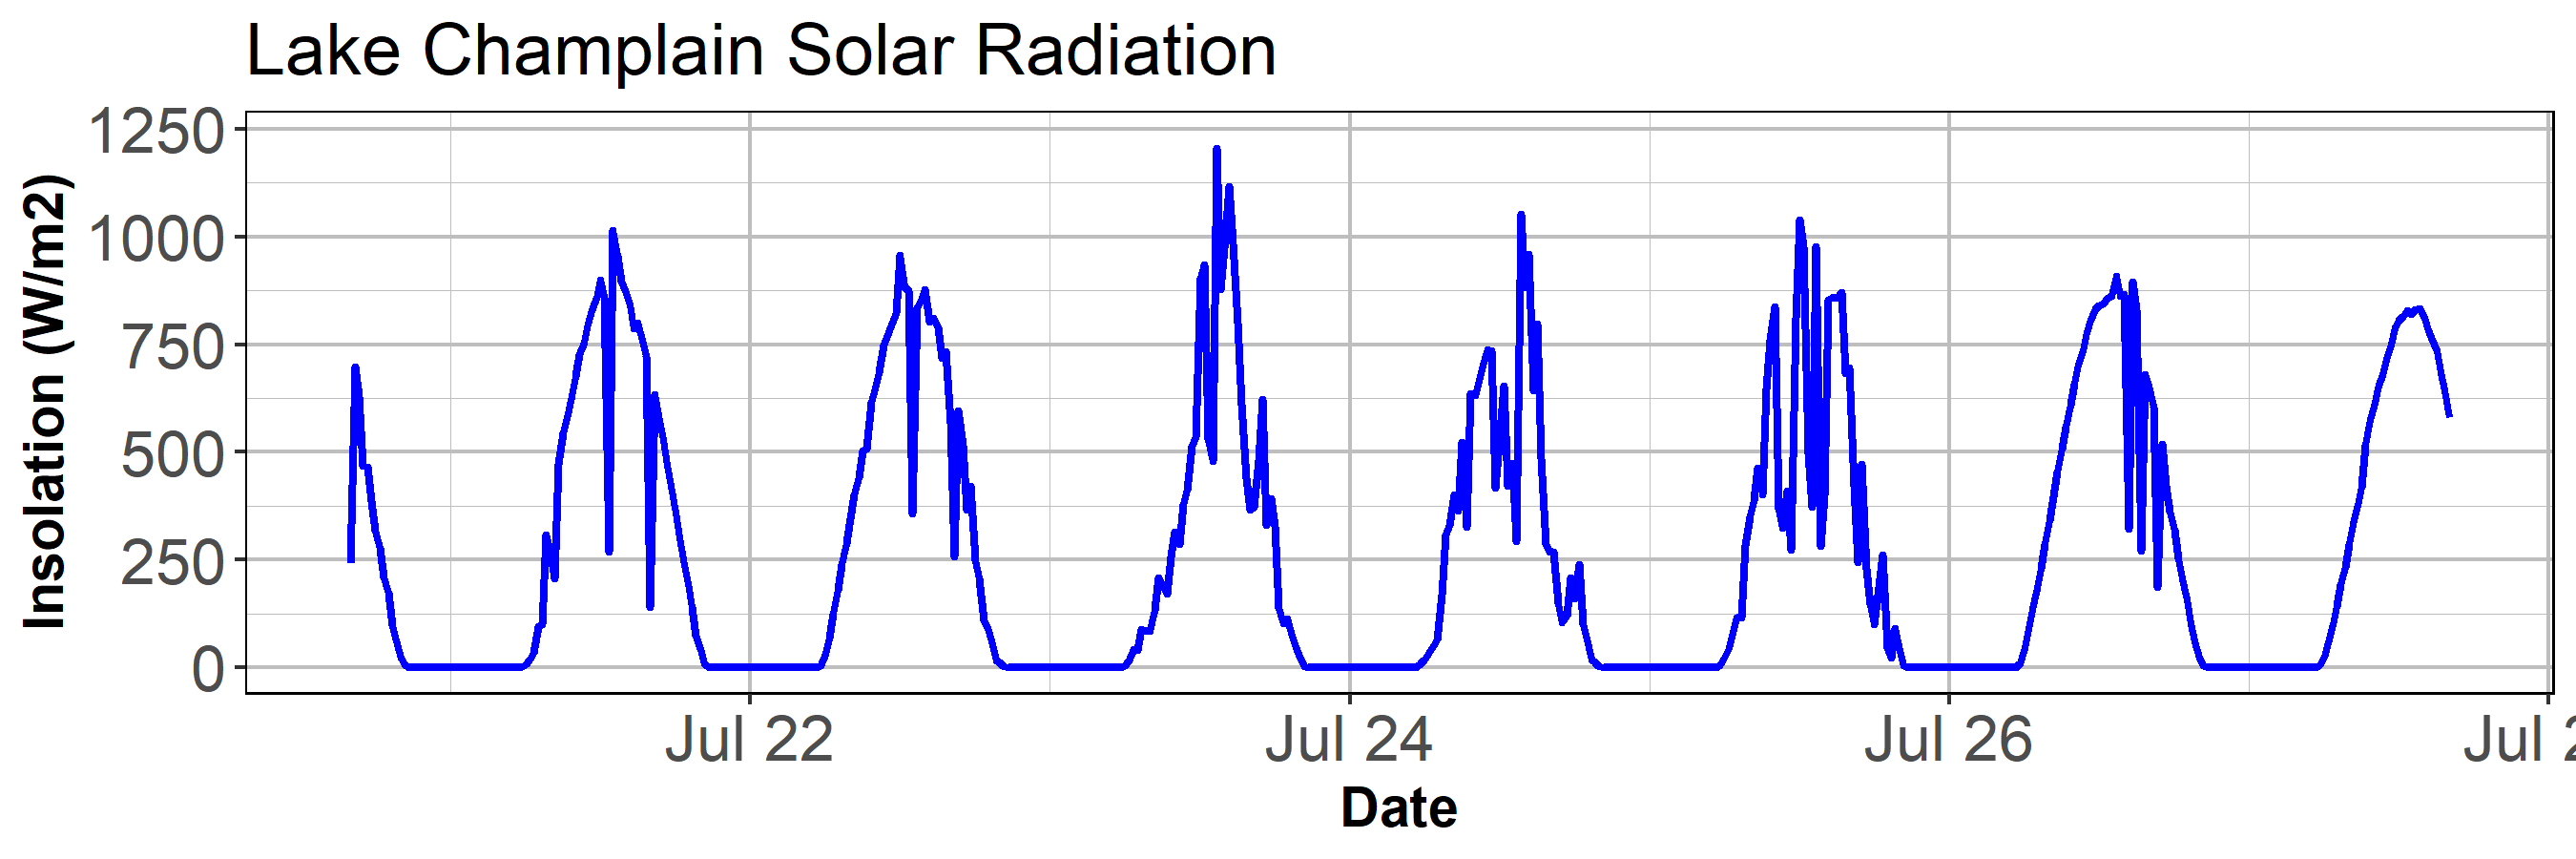 Lake Champlain Solar Radiation
Insolation (W/m2)
1250
1000
750
500
250
0
Jul 22
Jul 24
Jul 26
Jul
Date